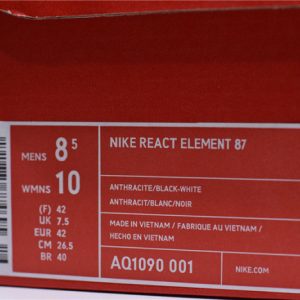 MENS 8 5
WMNS 10
(F) 42
UK 7.5
EUR 42
CM 26.5
BR 40
NIKE REACT ELEMENT 87
ANTHRACITE/BLACK-WHITE
ANTHRACIT/BLANC/NOIR
MADE IN VIETNAM / FABRIQUE AU VIETNAM /
HECHO EN VIETNAM
AQ1090 001
NIKE.COM